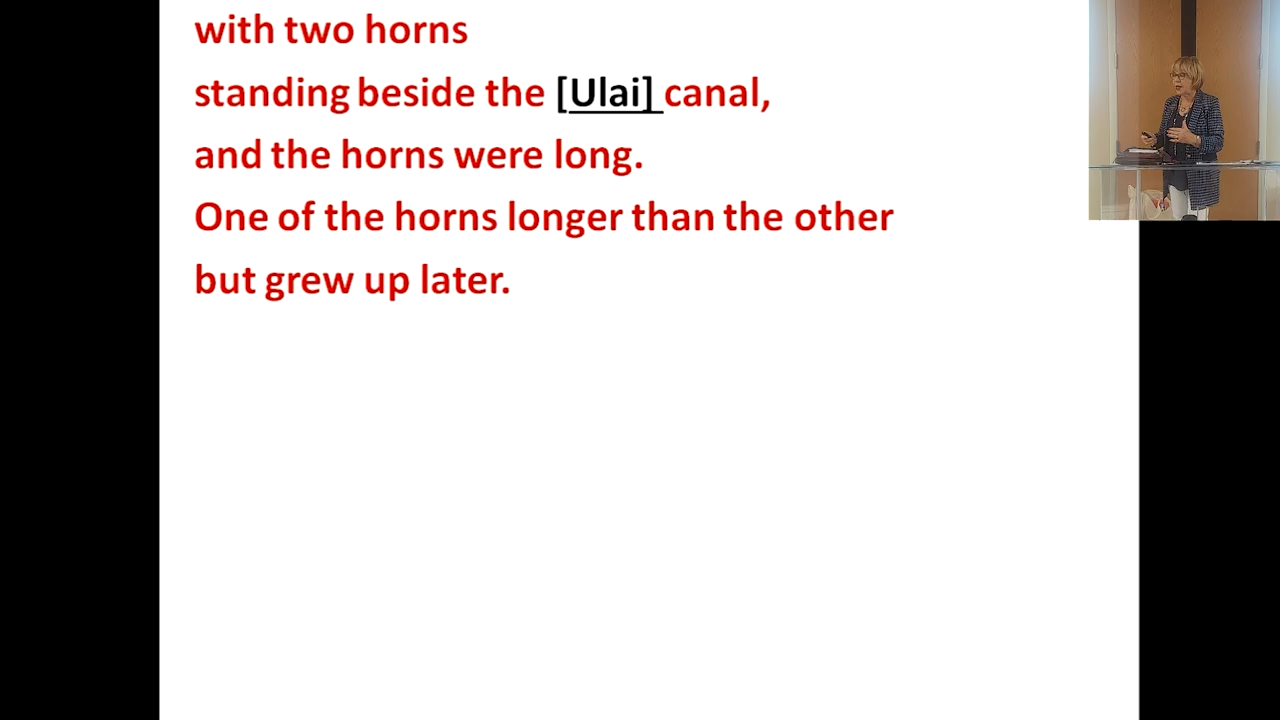 with two horns
standing beside the [Ulai] canal,
and the horns were long.
One of the horns longer than the other
but grew up later.